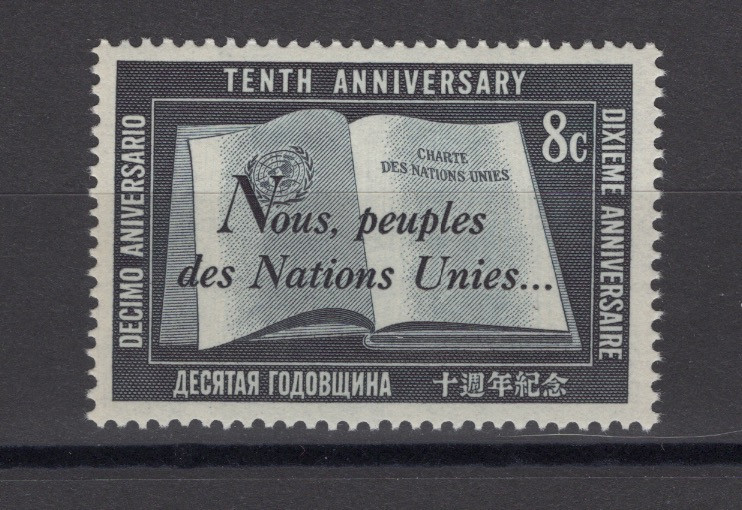 TENTH ANNIVERSARY
8c
DECIMO ANIVERSARIO
DIXIEME ANNIVERSAIRE
CHARTE
DES NATIONS UNIES
Nous, peuples
des Nations Unies...
ДЕСЯТАЯ ГОДОВЩИНА
十週年紀念